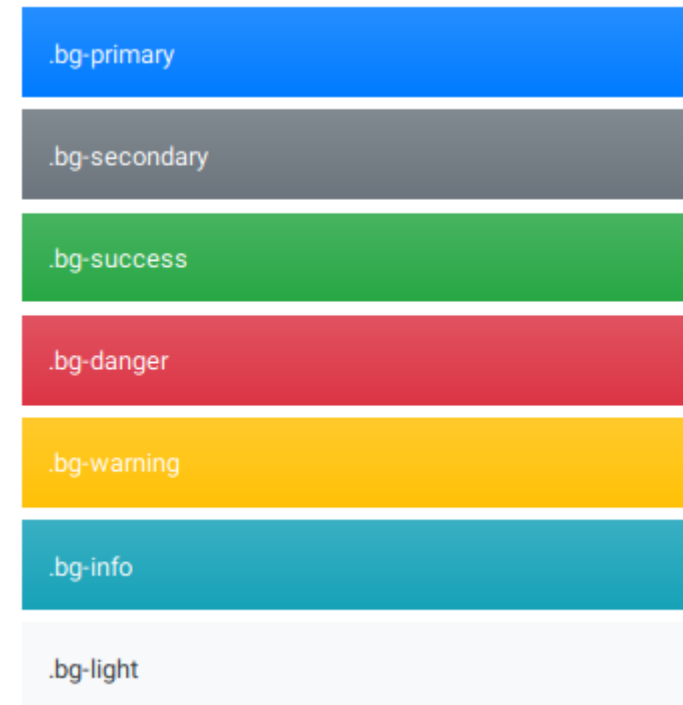 .bg-primary
.bg-secondary
.bg-success
.bg-danger
.bg-warning
.bg-info
.bg-light